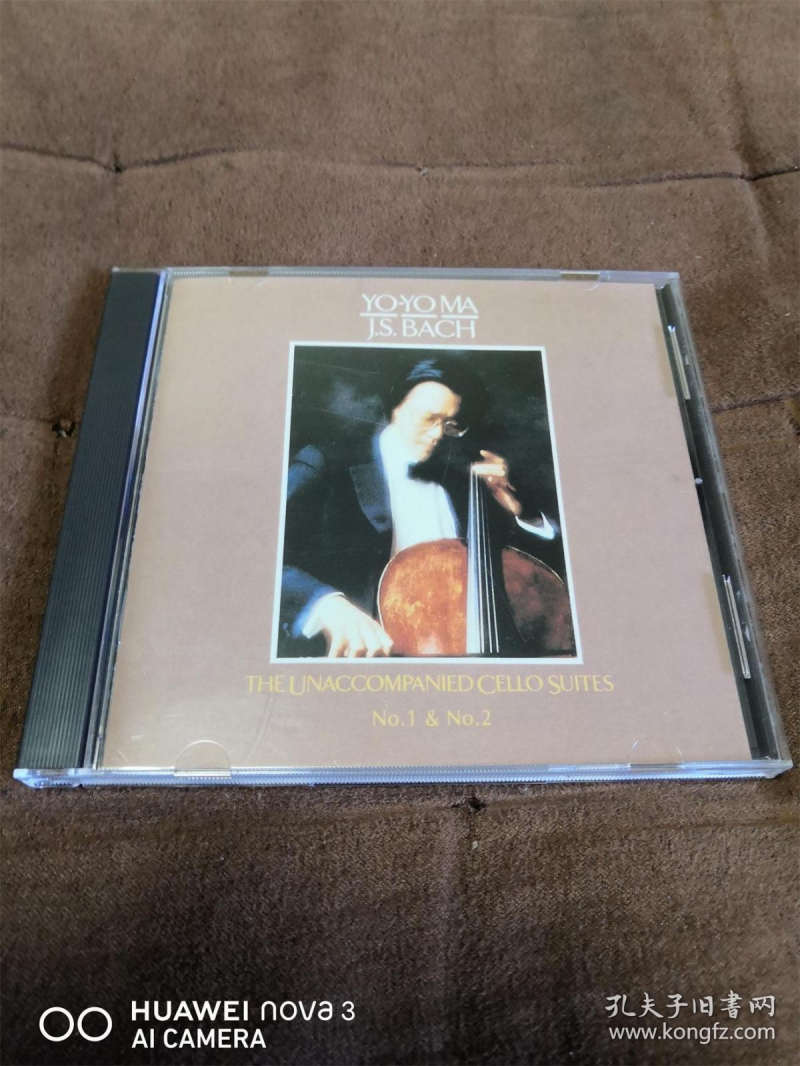 YO-YO MA
J.S. BACH
THE UNACCOMPANIED CELLO SUITES
No.1 & No.2
HUAWEI nova 3
AI CAMERA
孔夫子旧書网
www.kongfz.com